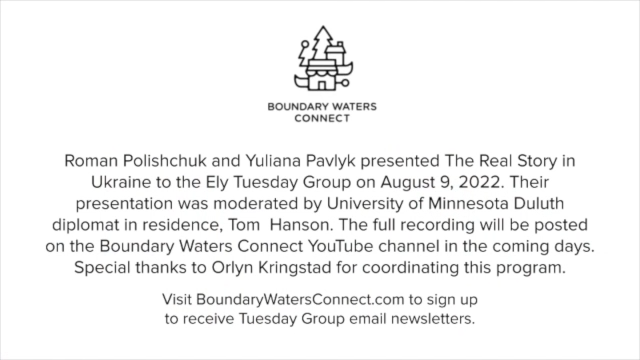 BOUNDARY WATERS
CONNECT
Roman Polishchuk and Yuliana Pavlyk presented The Real Story in
Ukraine to the Ely Tuesday Group on August 9, 2022. Their
presentation was moderated by University of Minnesota Duluth
diplomat in residence, Tom Hanson. The full recording will be posted
on the Boundary Waters Connect YouTube channel in the coming days.
Special thanks to Orlyn Kringstad for coordinating this program.
Visit BoundaryWatersConnect.com to sign up
to receive Tuesday Group email newsletters.